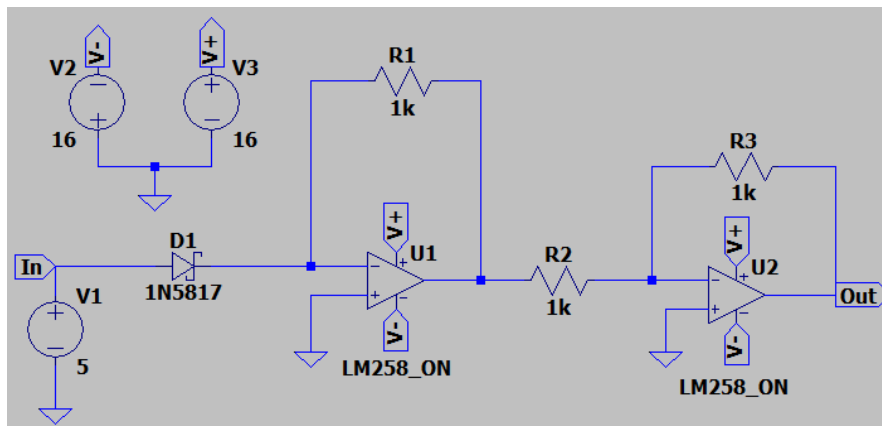 V-
V+
V2
V3
16
16
R1
1k
R3
1k
V+
U1
V+
U2
In
D1
1N5817
R2
1k
Out
V1
5
V-
LM258_ON
V-
LM258_ON